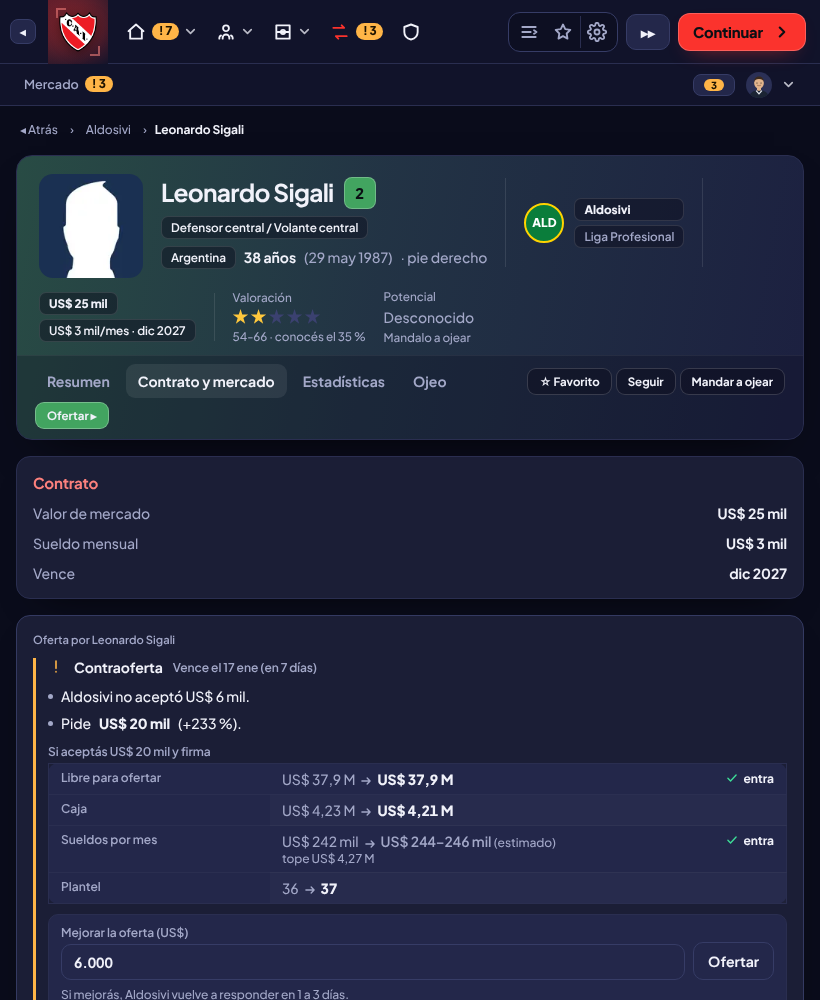 ◂
C.A.I
! 7
! 3
▸▸
Continuar
Mercado ! 3
3
◂ Atrás › Aldosivi › Leonardo Sigali
Leonardo Sigali 2
Defensor central / Volante central
Argentina 38 años (29 may 1987) · pie derecho
ALD
Aldosivi
Liga Profesional
US$ 25 mil
US$ 3 mil/mes · dic 2027
Valoración
★★★★★
54–66 · conocés el 35 %
Potencial
Desconocido
Mandalo a ojear
Resumen Contrato y mercado Estadísticas Ojeo
☆ Favorito Seguir Mandar a ojear
Ofertar ▸
Contrato
Valor de mercado US$ 25 mil
Sueldo mensual US$ 3 mil
Vence dic 2027
Oferta por Leonardo Sigali
! Contraoferta Vence el 17 ene (en 7 días)
• Aldosivi no aceptó US$ 6 mil.
• Pide US$ 20 mil (+233 %).
Si aceptás US$ 20 mil y firma
Libre para ofertar US$ 37,9 M → US$ 37,9 M ✓ entra
Caja US$ 4,23 M → US$ 4,21 M
Sueldos por mes US$ 242 mil → US$ 244–246 mil (estimado) ✓ entra
tope US$ 4,27 M
Plantel 36 → 37
Mejorar la oferta (US$)
6.000 Ofertar
Si mejorás, Aldosivi vuelve a responder en 1 a 3 días.